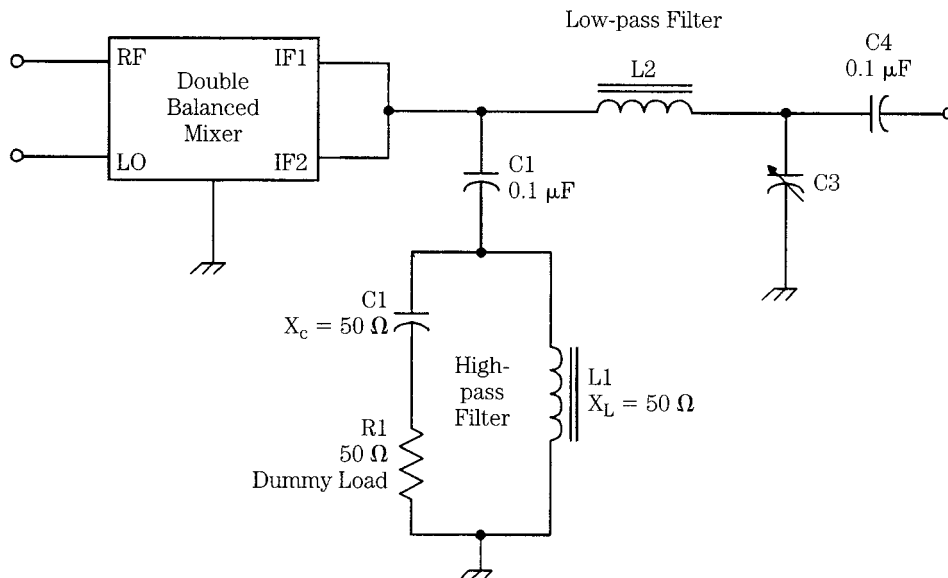 Low-pass Filter
RF
IF1
Double
Balanced
Mixer
LO
IF2
L2
C4
0.1 μF
C1
0.1 μF
C3
C1
Xc = 50 Ω
High-
pass
Filter
L1
XL = 50 Ω
R1
50 Ω
Dummy Load